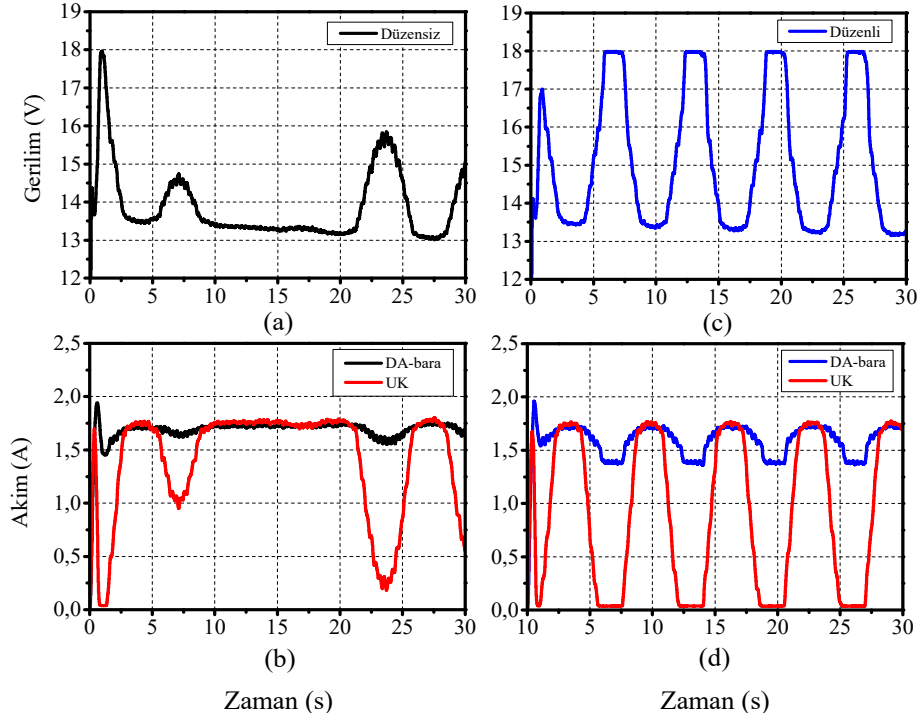 19
18
17
16
15
14
13
12
Gerilim (V)
Düzensiz
0 5 10 15 20 25 30
(a)
19
18
17
16
15
14
13
12
Düzenli
0 5 10 15 20 25 30
(c)
2,5
2,0
1,5
1,0
0,5
0,0
Akim (A)
DA-bara
UK
0 5 10 15 20 25 30
(b)
Zaman (s)
2,5
2,0
1,5
1,0
0,5
0,0
DA-bara
UK
10 5 10 15 20 25 30
(d)
Zaman (s)